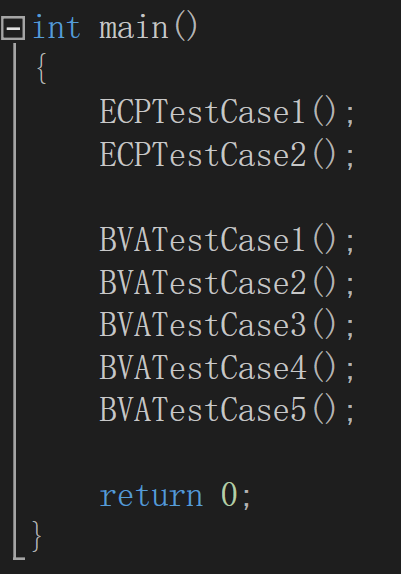 int main()
{
ECPTestCase1();
ECPTestCase2();
BVATestCase1();
BVATestCase2();
BVATestCase3();
BVATestCase4();
BVATestCase5();
return 0;
}